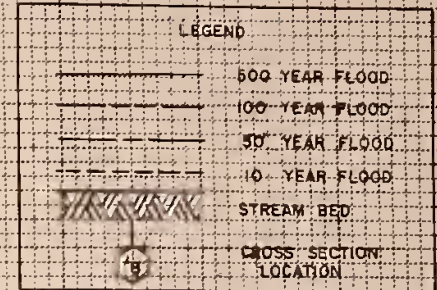 LEGEND
500 YEAR FLOOD
100 YEAR FLOOD
50 YEAR FLOOD
10 YEAR FLOOD
STREAM BED
CROSS SECTION
LOCATION
B